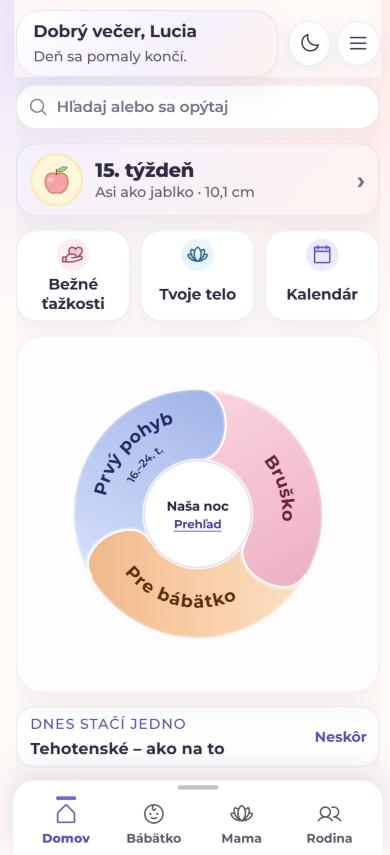 Dobrý večer, Lucia
Deň sa pomaly končí.
Hľadaj alebo sa opýtaj
15. týždeň
Asi ako jablko · 10,1 cm
›
Bežné
ťažkosti
Tvoje telo
Kalendár
Prvý pohyb
16.–24. t.
Bruško
Naša noc
Prehľad
Pre bábätko
DNES STAČÍ JEDNO
Tehotenské – ako na to
Neskôr
Domov
Bábätko
Mama
Rodina